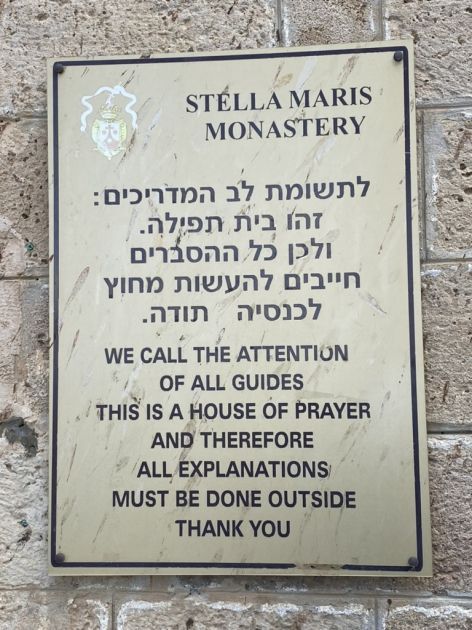 STELLA MARIS
MONASTERY
לתשומת לב המדריכים:
זהו בית תפילה.
ולכן כל ההסברים
חייבים להעשות מחוץ
לכנסיה תודה.
WE CALL THE ATTENTION
OF ALL GUIDES
THIS IS A HOUSE OF PRAYER
AND THEREFORE
ALL EXPLANATIONS
MUST BE DONE OUTSIDE
THANK YOU